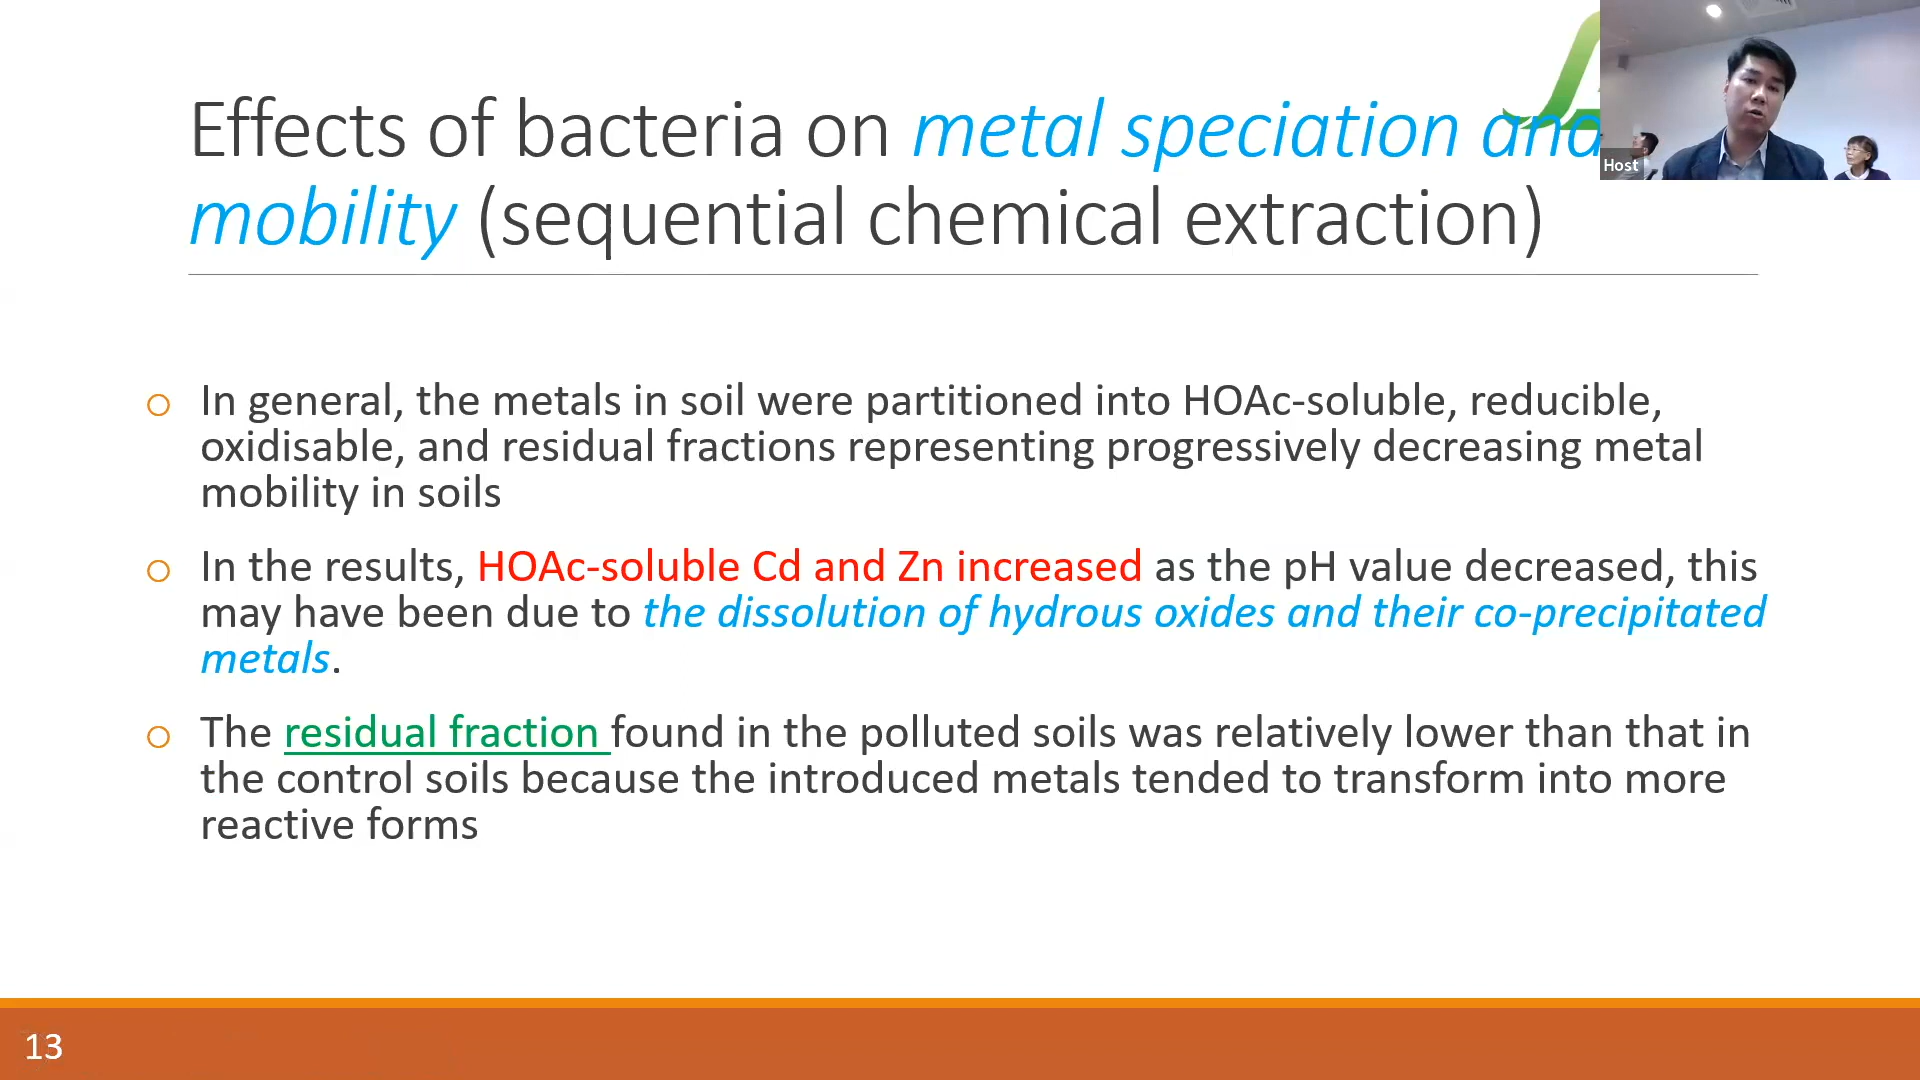 Effects of bacteria on metal speciation and
mobility (sequential chemical extraction)
Host
In general, the metals in soil were partitioned into HOAc-soluble, reducible,
oxidisable, and residual fractions representing progressively decreasing metal
mobility in soils
In the results, HOAc-soluble Cd and Zn increased as the pH value decreased, this
may have been due to the dissolution of hydrous oxides and their co-precipitated
metals.
The residual fraction found in the polluted soils was relatively lower than that in
the control soils because the introduced metals tended to transform into more
reactive forms
13